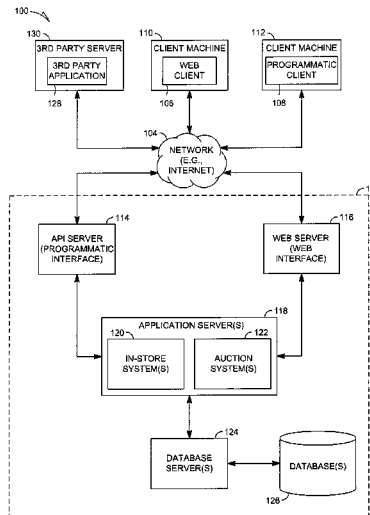 100
130
110
112
3RD PARTY SERVER
CLIENT MACHINE
CLIENT MACHINE
3RD PARTY
APPLICATION
WEB
CLIENT
PROGRAMMATIC
CLIENT
128
106
108
104
NETWORK
(E.G.,
INTERNET)
1
114
116
API SERVER
(PROGRAMMATIC
INTERFACE)
WEB SERVER
(WEB
INTERFACE)
118
APPLICATION SERVER(S)
120
122
IN-STORE
SYSTEM(S)
AUCTION
SYSTEM(S)
124
DATABASE
SERVER(S)
DATABASE(S)
126